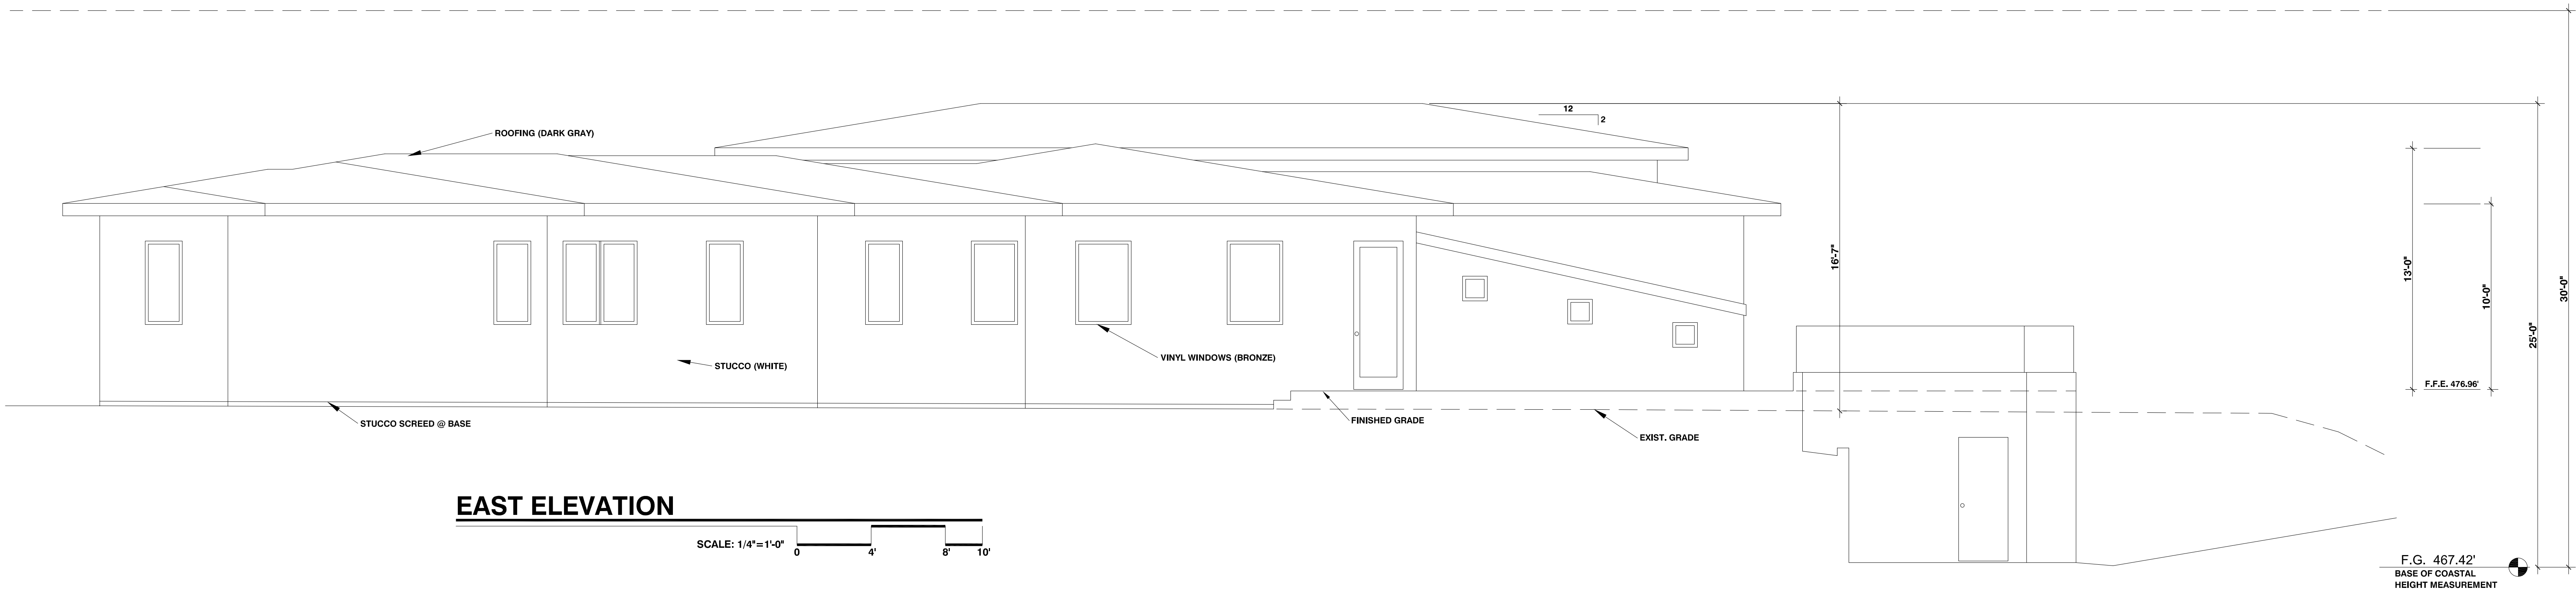 12
2
ROOFING (DARK GRAY)
16'-7"
13'-0"
10'-0"
25'-0"
30'-0"
VINYL WINDOWS (BRONZE)
STUCCO (WHITE)
F.F.E. 476.96'
STUCCO SCREED @ BASE
FINISHED GRADE
EXIST. GRADE
EAST ELEVATION
SCALE: 1/4"=1'-0"
0 4' 8' 10'
F.G. 467.42'
BASE OF COASTAL
HEIGHT MEASUREMENT